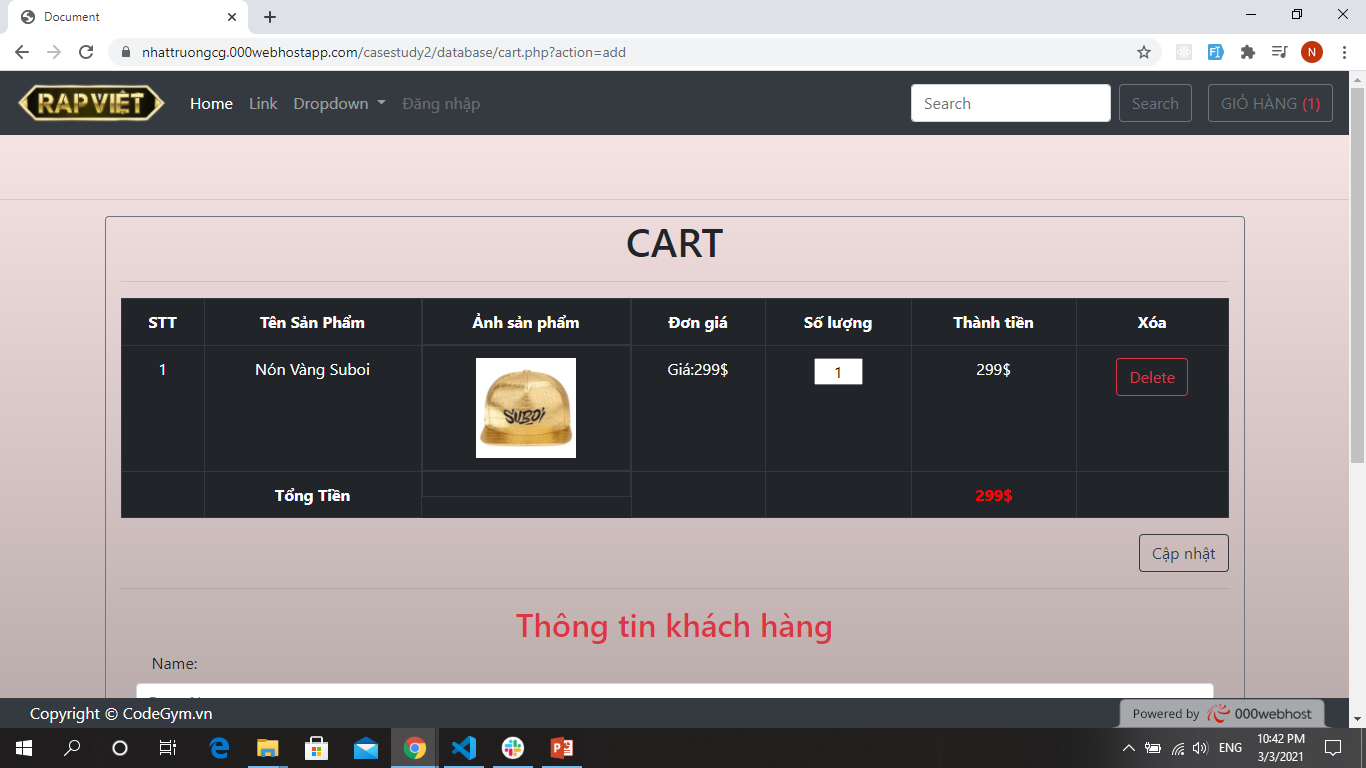 Document
nhattruongcg.000webhostapp.com/casestudy2/database/cart.php?action=add
N
RAP VIỆT Home Link Dropdown Đăng nhập Search Search GIỎ HÀNG (1)
CART
STT Tên Sản Phẩm Ảnh sản phẩm Đơn giá Số lượng Thành tiền Xóa
1 Nón Vàng Suboi SUBOI Giá:299$ 1 299$ Delete
Tổng Tiền 299$
Cập nhật
Thông tin khách hàng
Name:
Copyright © CodeGym.vn Powered by 000webhost
ENG 10:42 PM
3/3/2021